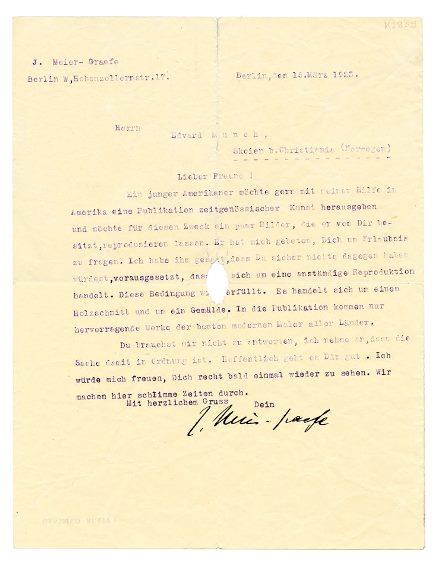 K 2855
J. Meier- Graefe
Berlin W,Hohenzollernstr.17.
Berlin,den 15.März 1923.
Herrn
Edvard Munch,
Skoien b.Christiania (Norwegen)
Lieber Freund !
Ein junger Amerikaner möchte gern mit meiner Hilfe in
Amerika eine Publikation zeitgenössischer Kunst herausgeben
und möchte für diesen Zweck ein paar Bilder, die er von Dir be-
sitzt,reproduzieren lassen. Er hat mich gebeten, Dich um Erlaubnis
zu fragen. Ich habe ihm gesagt,dass Du sicher nichts dagegen haben
würdest,vorausgesetzt, dass sich um eine anständige Reproduktion
handelt. Diese Bedingung erfüllt. Es handelt sich um einen
Holzschnitt und um ein Gemälde. In die Publikation kommen nur
hervorragende Werke der besten modernen Maler aller Länder.
Du brauchst mir nicht zu antworten, ich nehme an,dass die
Sache damit in Ordnung ist. Hoffentlich geht es Dir gut . Ich
würde mich freuen, Dich recht bald einmal wieder zu sehen. Wir
machen hier schlimme Zeiten durch.
Mit herzlichem Gruss Dein
J. Meier-Graefe